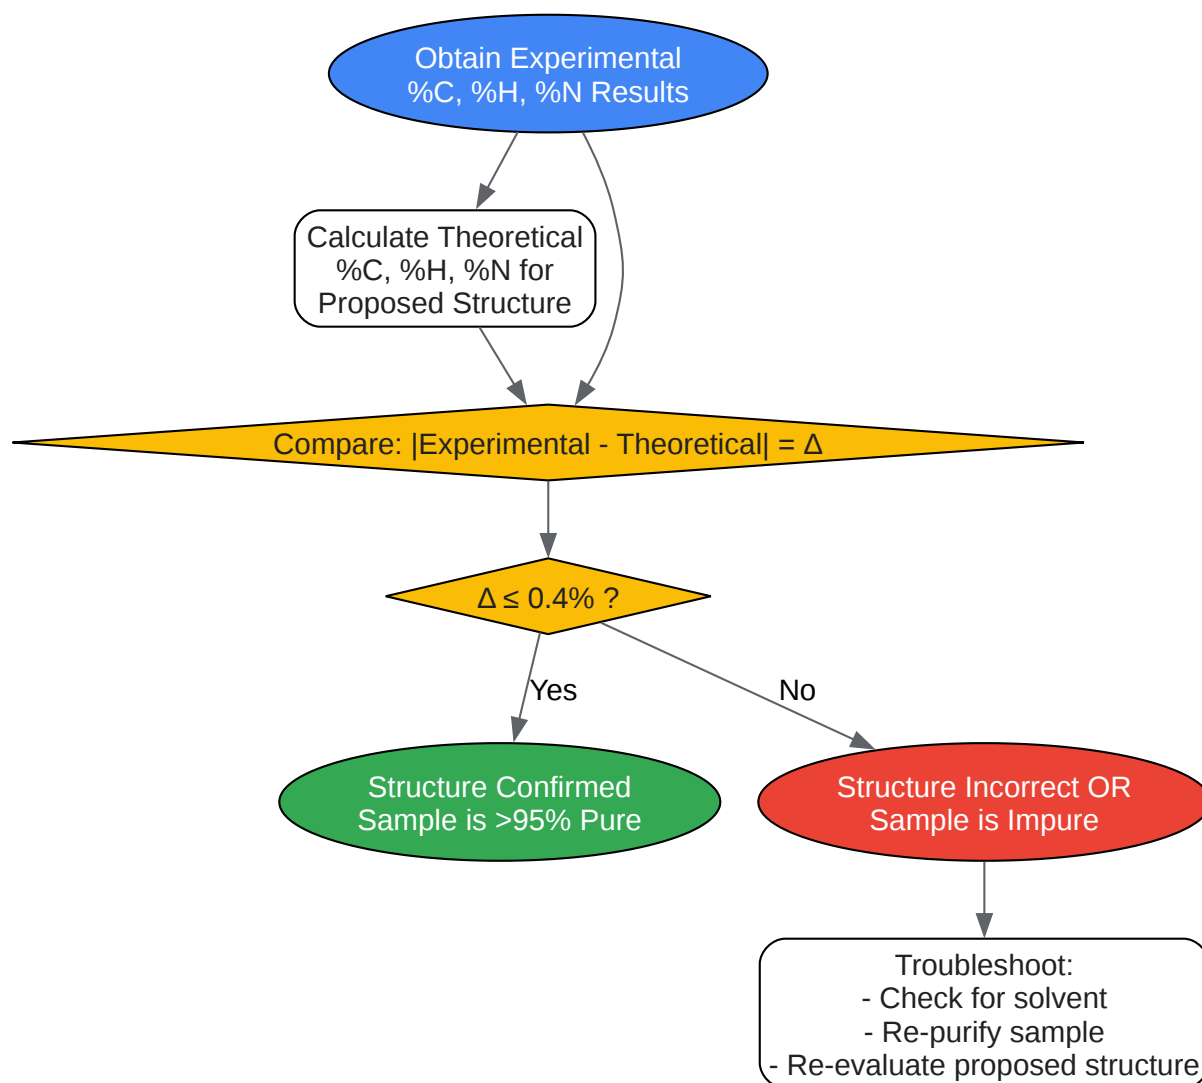 Obtain Experimental
%C, %H, %N Results
Calculate Theoretical
%C, %H, %N for
Proposed Structure
Compare: |Experimental - Theoretical| = Δ
Δ ≤ 0.4% ?
Yes
No
Structure Confirmed
Sample is >95% Pure
Structure Incorrect OR
Sample is Impure
Troubleshoot:
- Check for solvent
- Re-purify sample
- Re-evaluate proposed structure